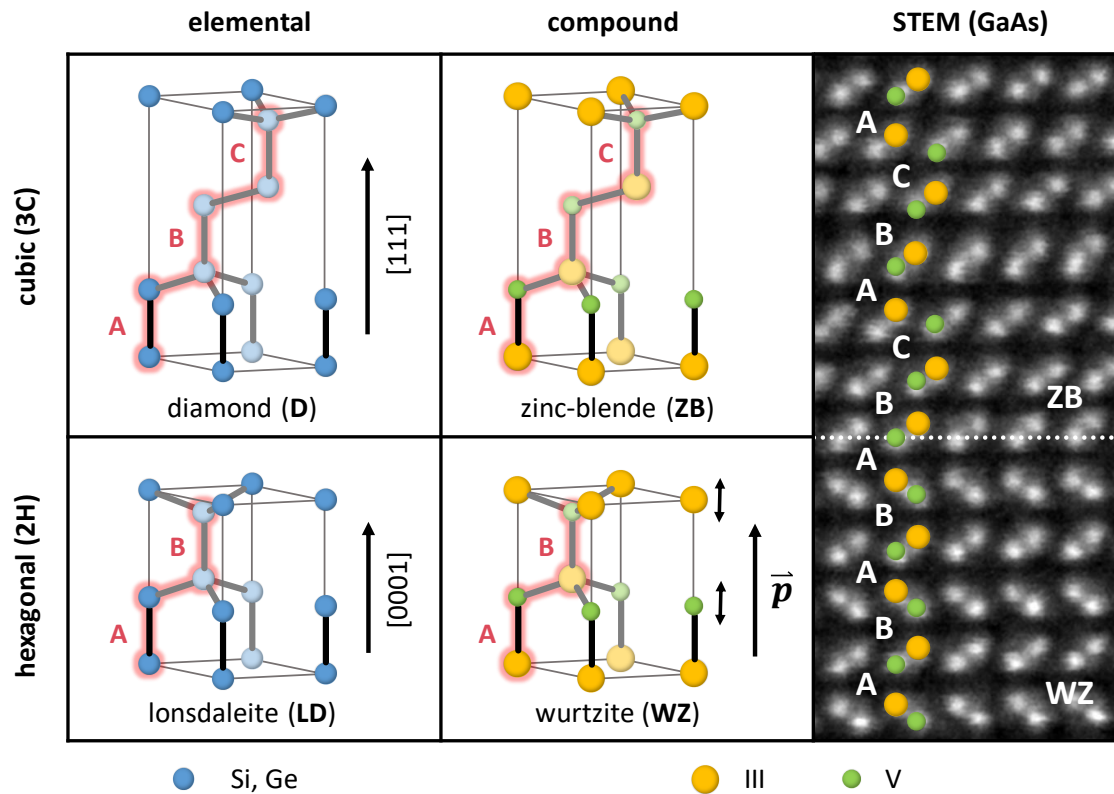 elemental
compound
STEM (GaAs)
cubic (3C)
C
B
A
[111]
diamond (D)
C
B
A
zinc-blende (ZB)
A
C
B
A
C
B
ZB
hexagonal (2H)
B
A
[0001]
lonsdaleite (LD)
B
A
p
wurtzite (WZ)
A
B
A
B
A
WZ
Si, Ge
III
V